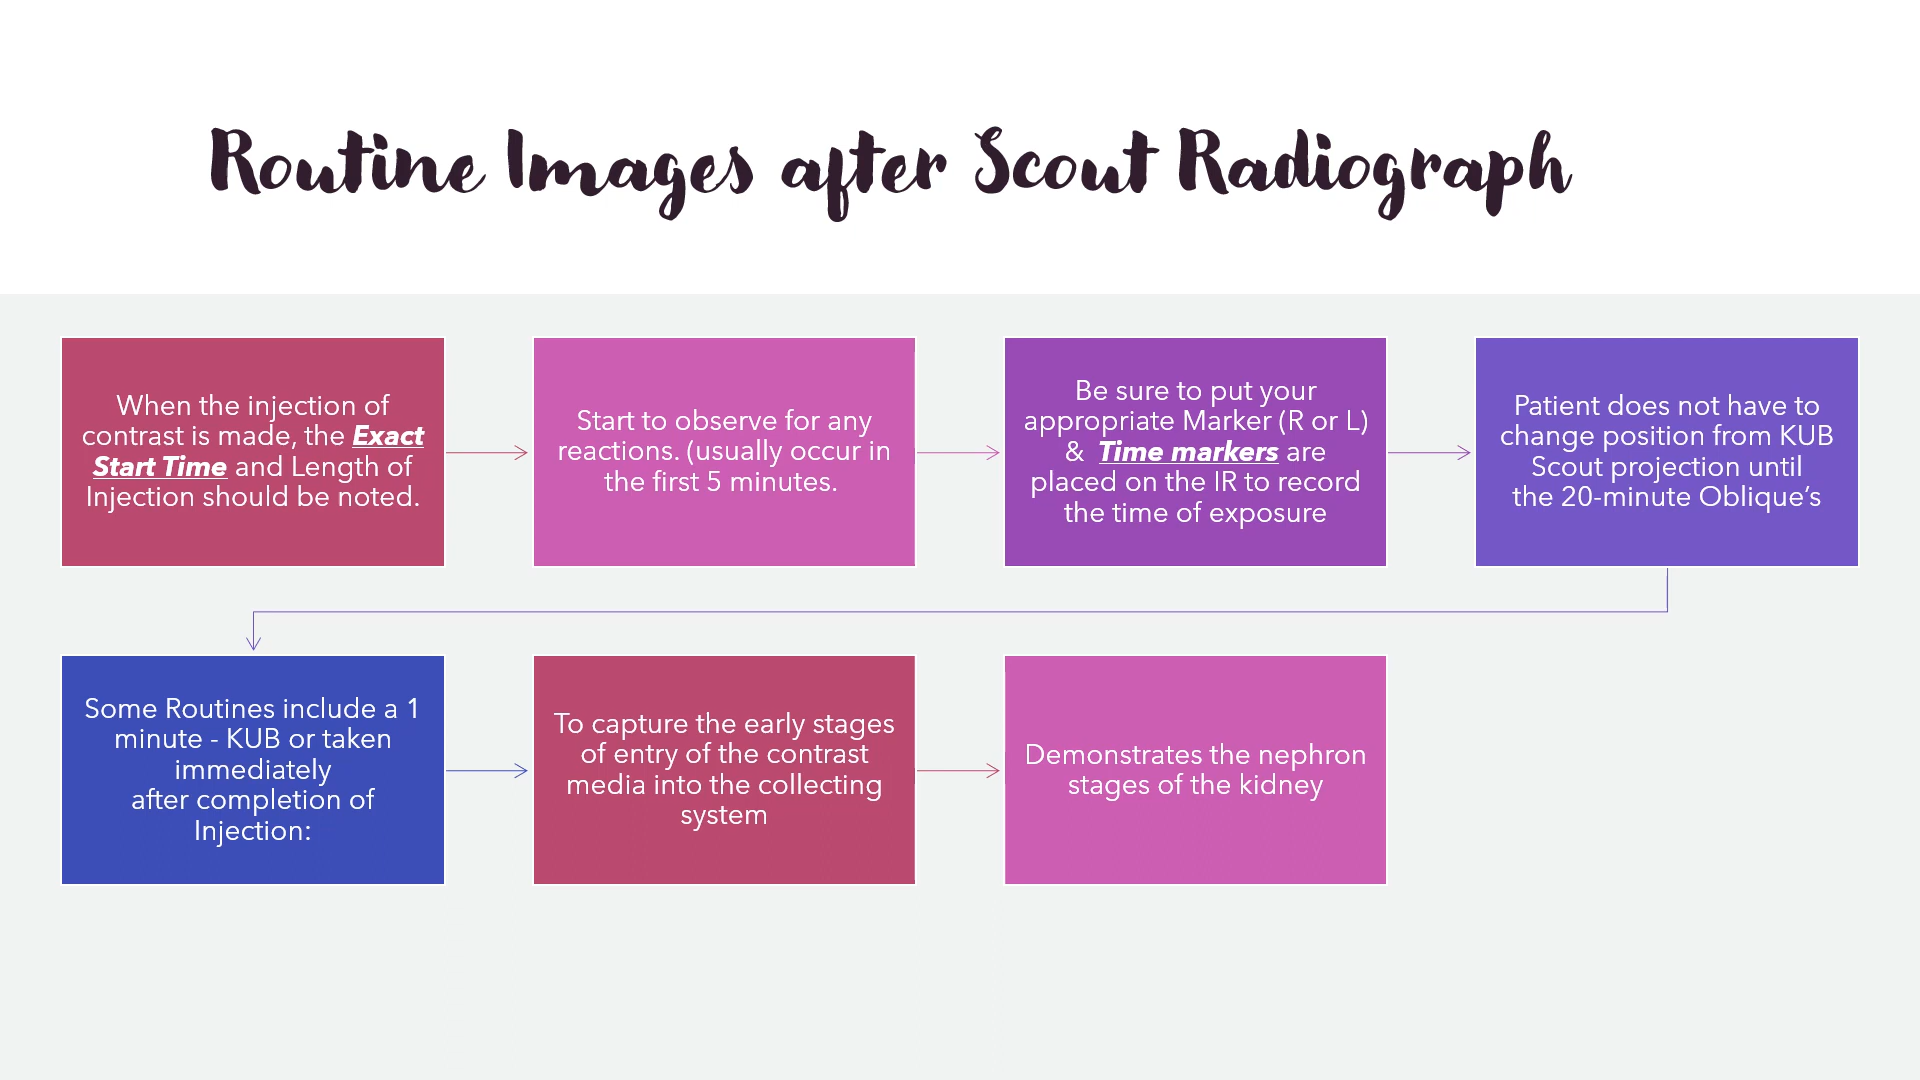 Routine Images after Scout Radiograph
When the injection of
contrast is made, the Exact
Start Time and Length of
Injection should be noted.
Start to observe for any
reactions. (usually occur in
the first 5 minutes.
Be sure to put your
appropriate Marker (R or L)
& Time markers are
placed on the IR to record
the time of exposure
Patient does not have to
change position from KUB
Scout projection until
the 20-minute Oblique’s
Some Routines include a 1
minute - KUB or taken
immediately
after completion of
Injection:
To capture the early stages
of entry of the contrast
media into the collecting
system
Demonstrates the nephron
stages of the kidney